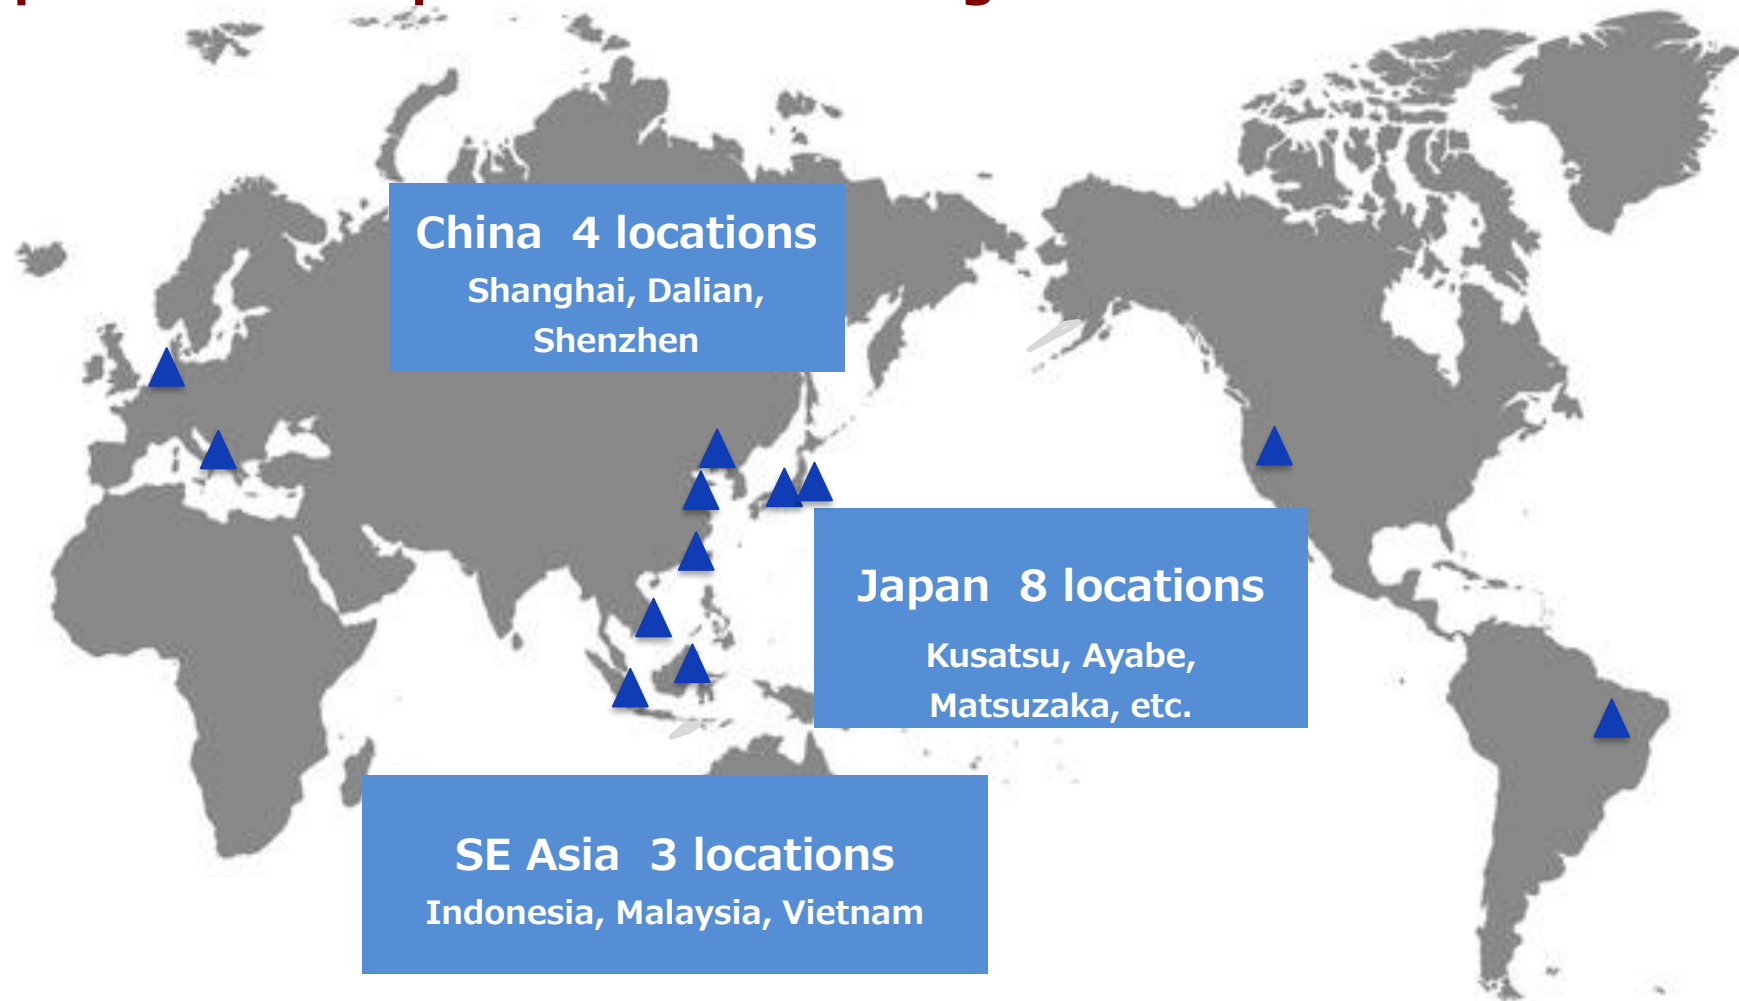 China 4 locations
Shanghai, Dalian,
Shenzhen
Japan 8 locations
Kusatsu, Ayabe,
Matsuzaka, etc.
SE Asia 3 locations
Indonesia, Malaysia, Vietnam